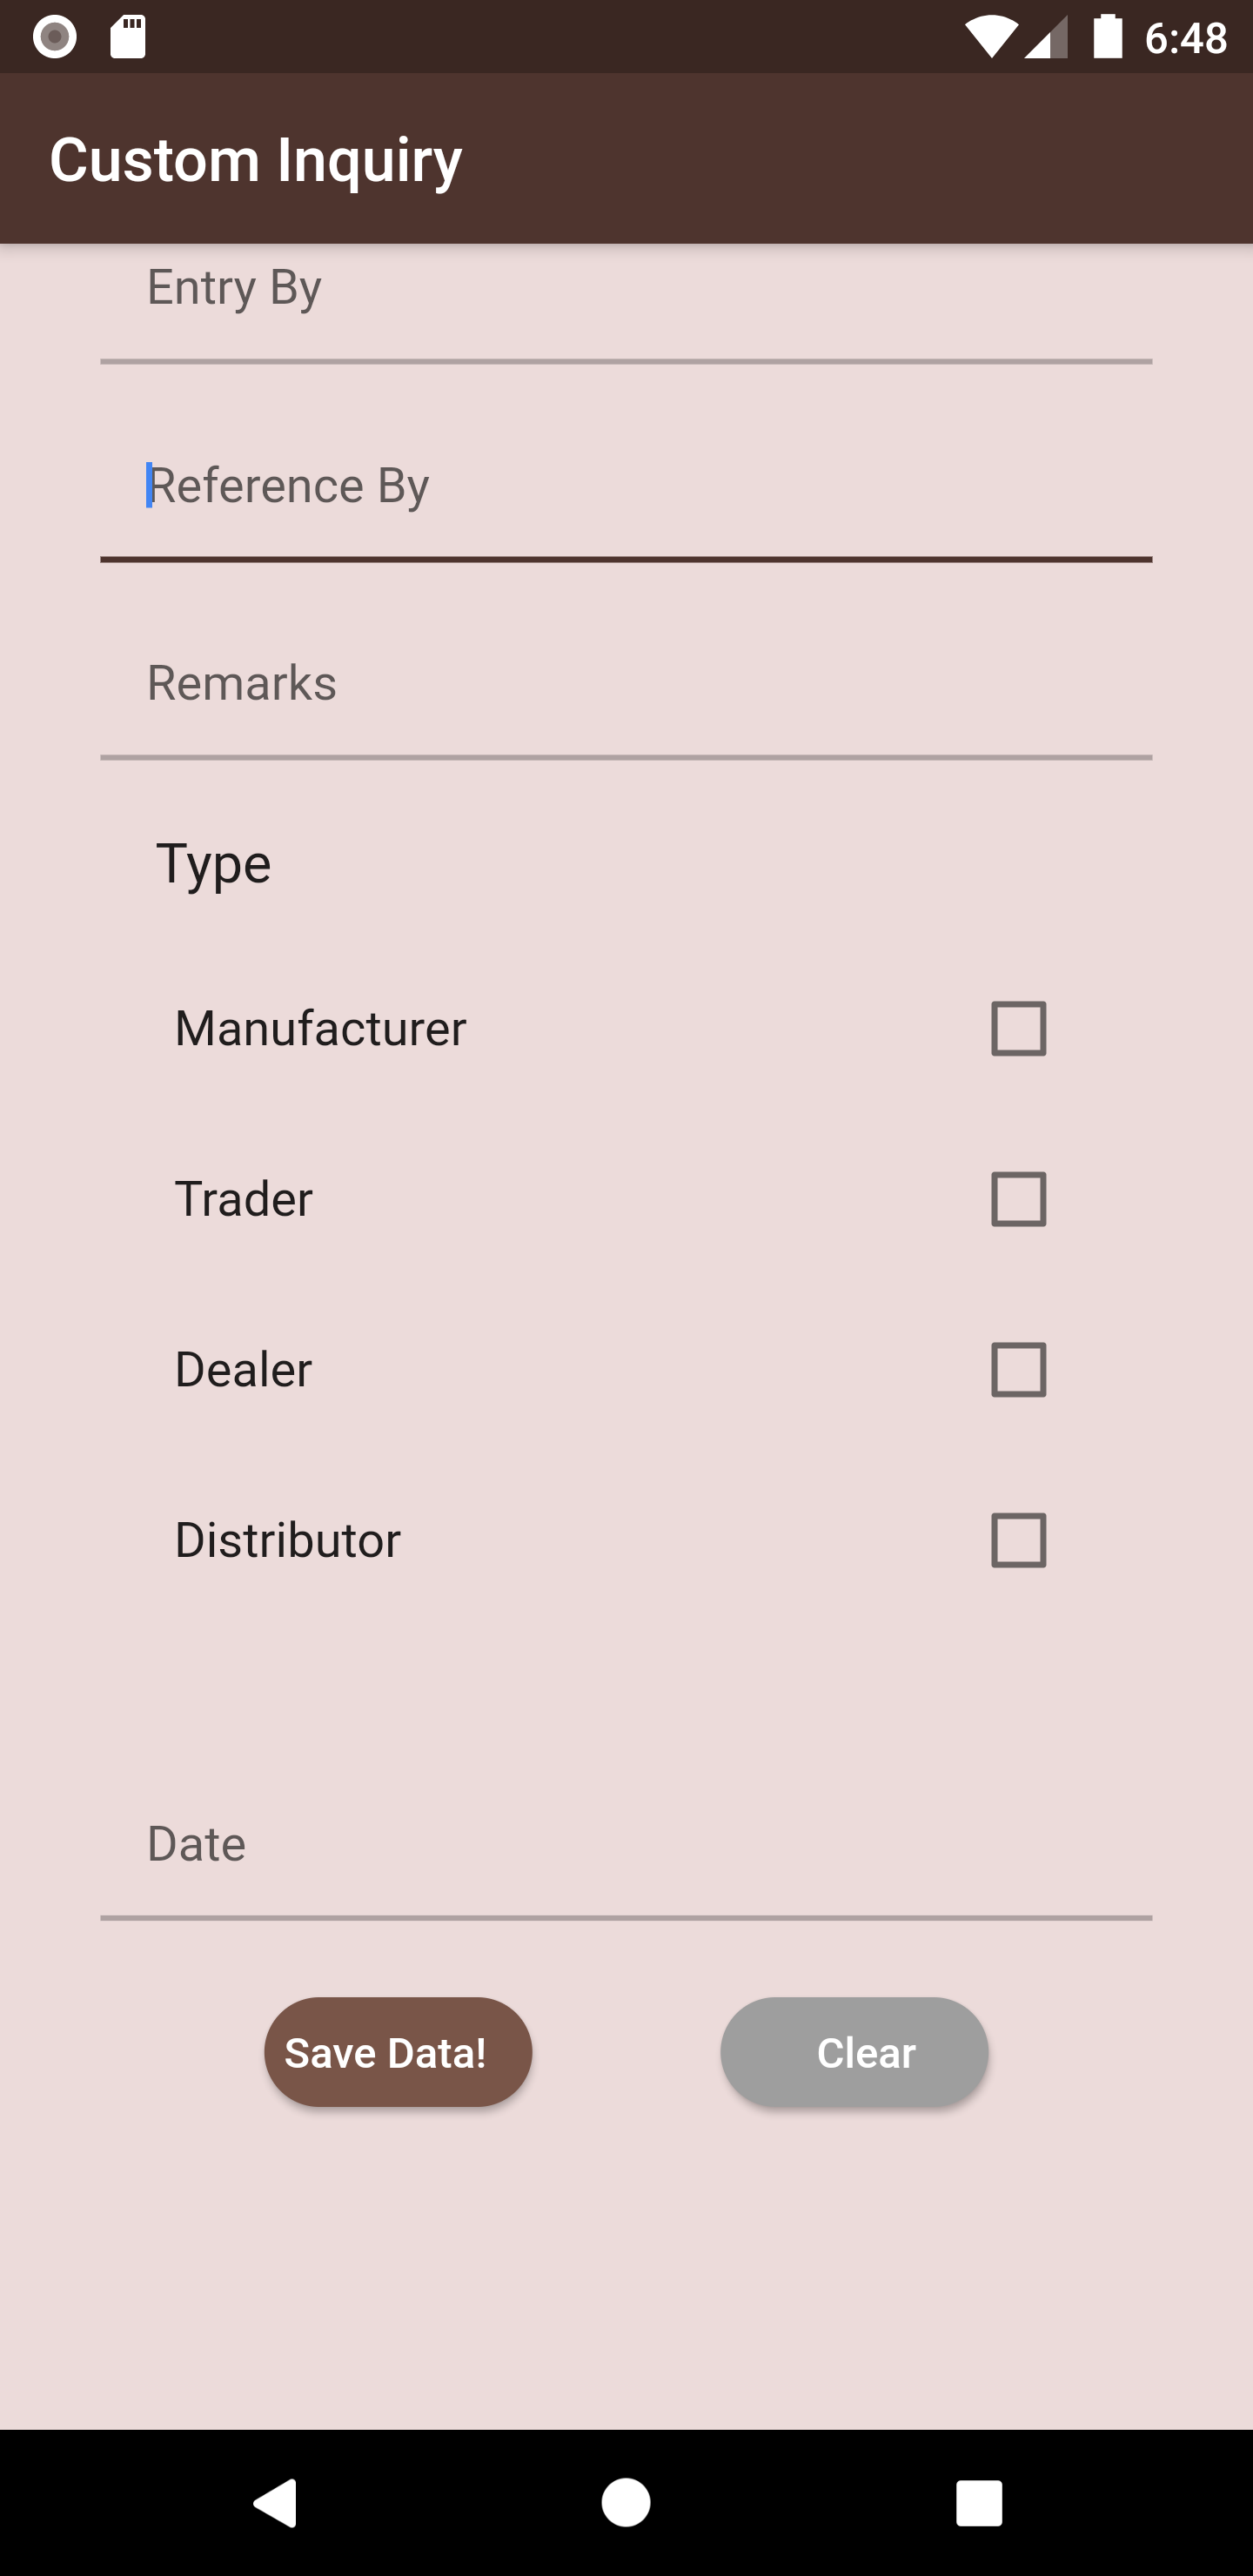 6:48
Custom Inquiry
Entry By
Reference By
Remarks
Type
Manufacturer
Trader
Dealer
Distributor
Date
Save Data! Clear